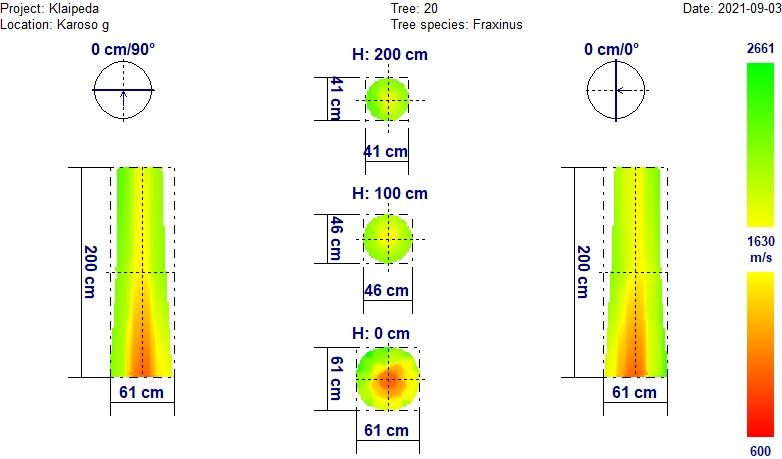 Project: Klaipeda Tree: 20 Date: 2021-09-03
Location: Karoso g Tree species: Fraxinus
0 cm/90° 0 cm/0° 2661
H: 200 cm
41 cm
41 cm
H: 100 cm
46 cm
46 cm
200 cm 200 cm
1630
m/s
H: 0 cm
61 cm
61 cm 61 cm
61 cm
600